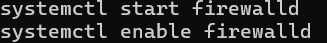 systemctl start firewalld
systemctl enable firewalld